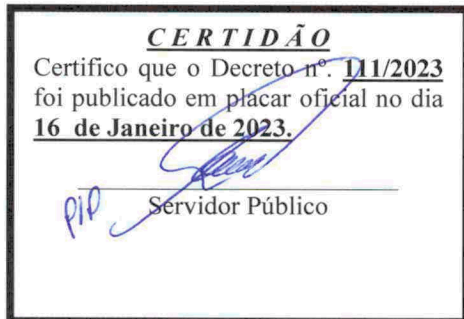 CERTIDÃO
Certifico que o Decreto nº. 111/2023
foi publicado em placar oficial no dia
16 de Janeiro de 2023.
P/P
Servidor Público